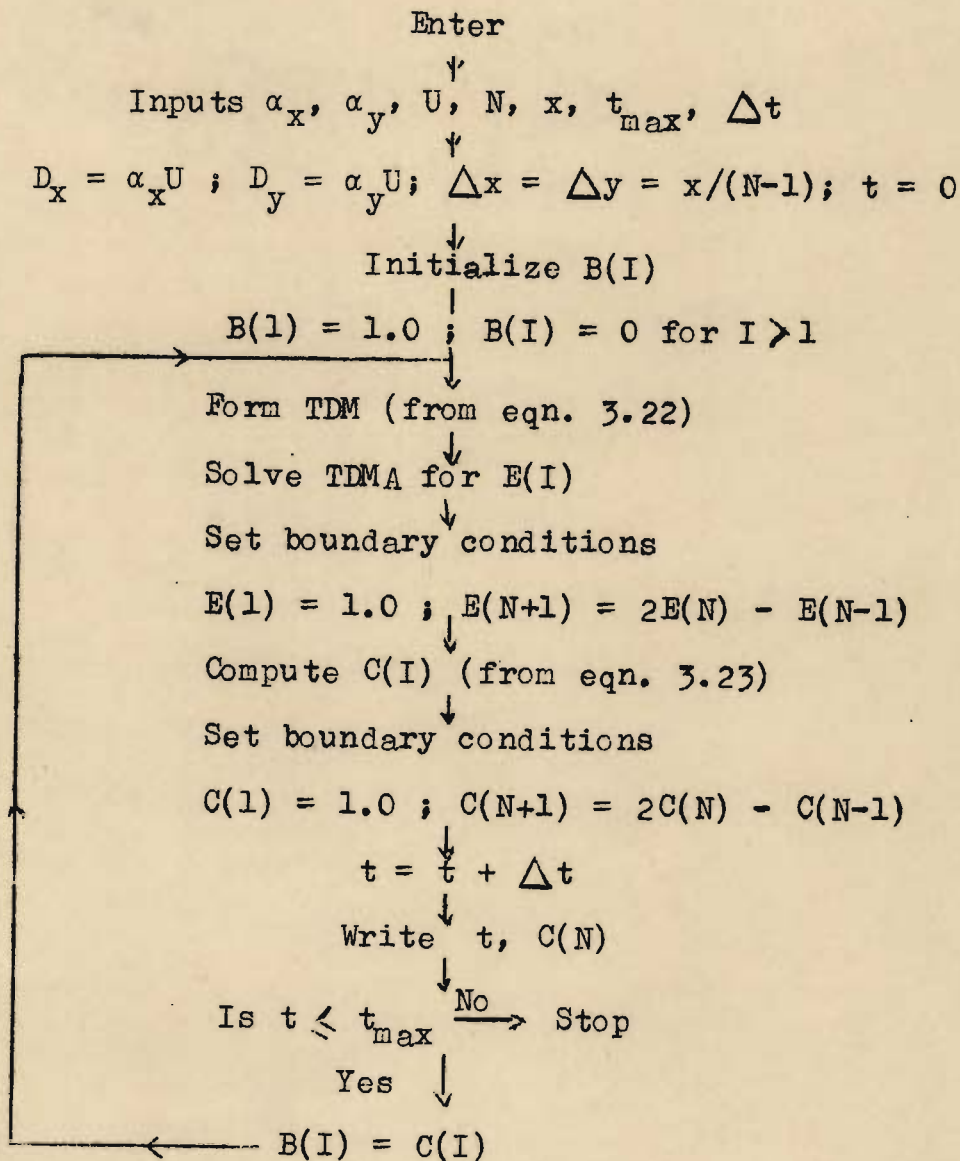 Enter
Inputs αx, αy, U, N, x, tmax, Δt
Dx = αxU ; Dy = αyU; Δx = Δy = x/(N-1); t = 0
Initialize B(I)
B(1) = 1.0 ; B(I) = 0 for I > 1
Form TDM (from eqn. 3.22)
Solve TDMA for E(I)
Set boundary conditions
E(1) = 1.0 ; E(N+1) = 2E(N) - E(N-1)
Compute C(I) (from eqn. 3.23)
Set boundary conditions
C(1) = 1.0 ; C(N+1) = 2C(N) - C(N-1)
t = t + Δt
Write t, C(N)
Is t ⩽ tmax No Stop
Yes
B(I) = C(I)